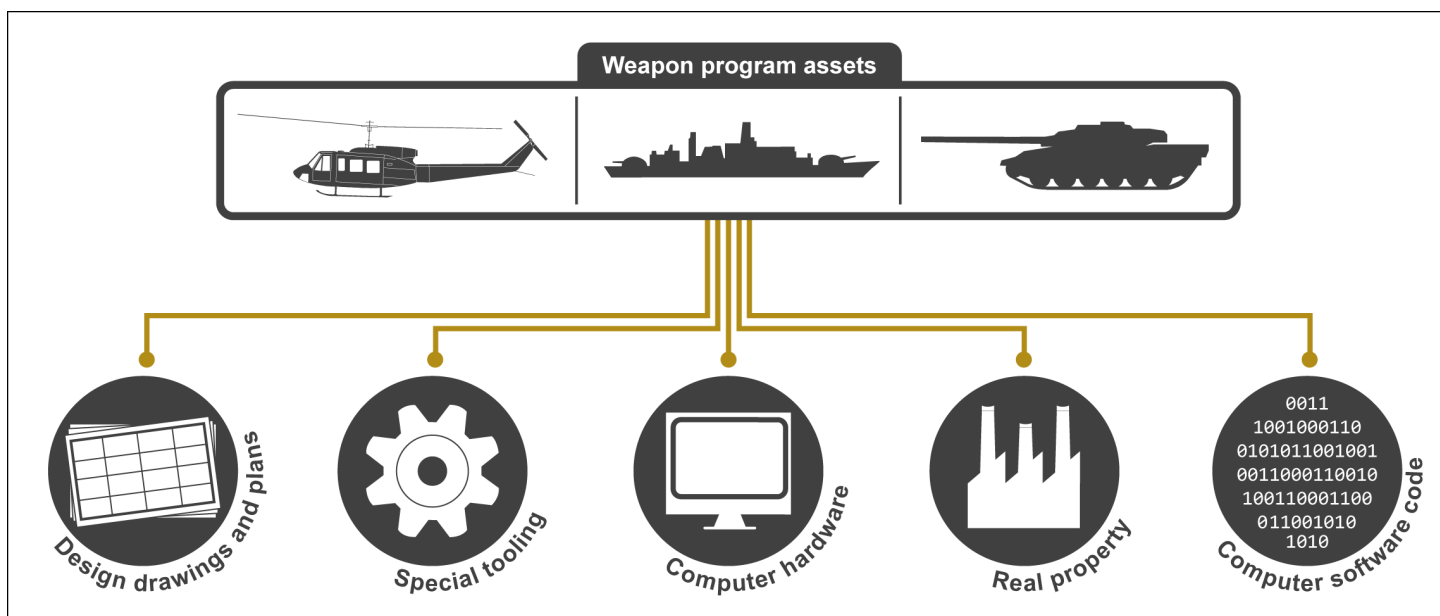 Weapon program assets
Design drawings and plans
Special tooling
Computer hardware
Real property
Computer software code
0011
1001000110
0101011001001
0011000110010
100110001100
011001010
1010